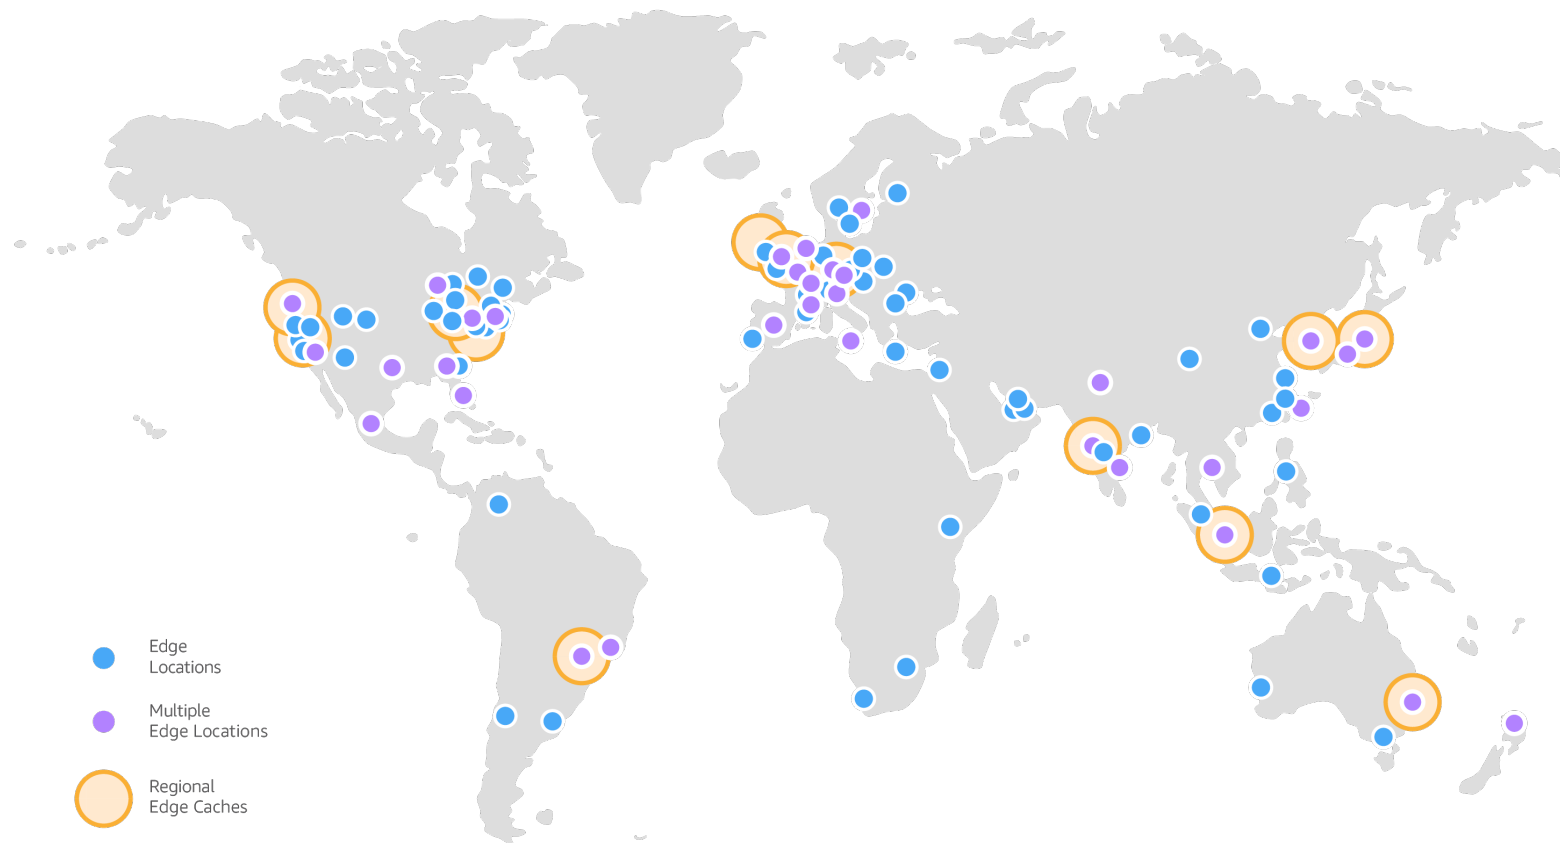 Edge
Locations
Multiple
Edge Locations
Regional
Edge Caches